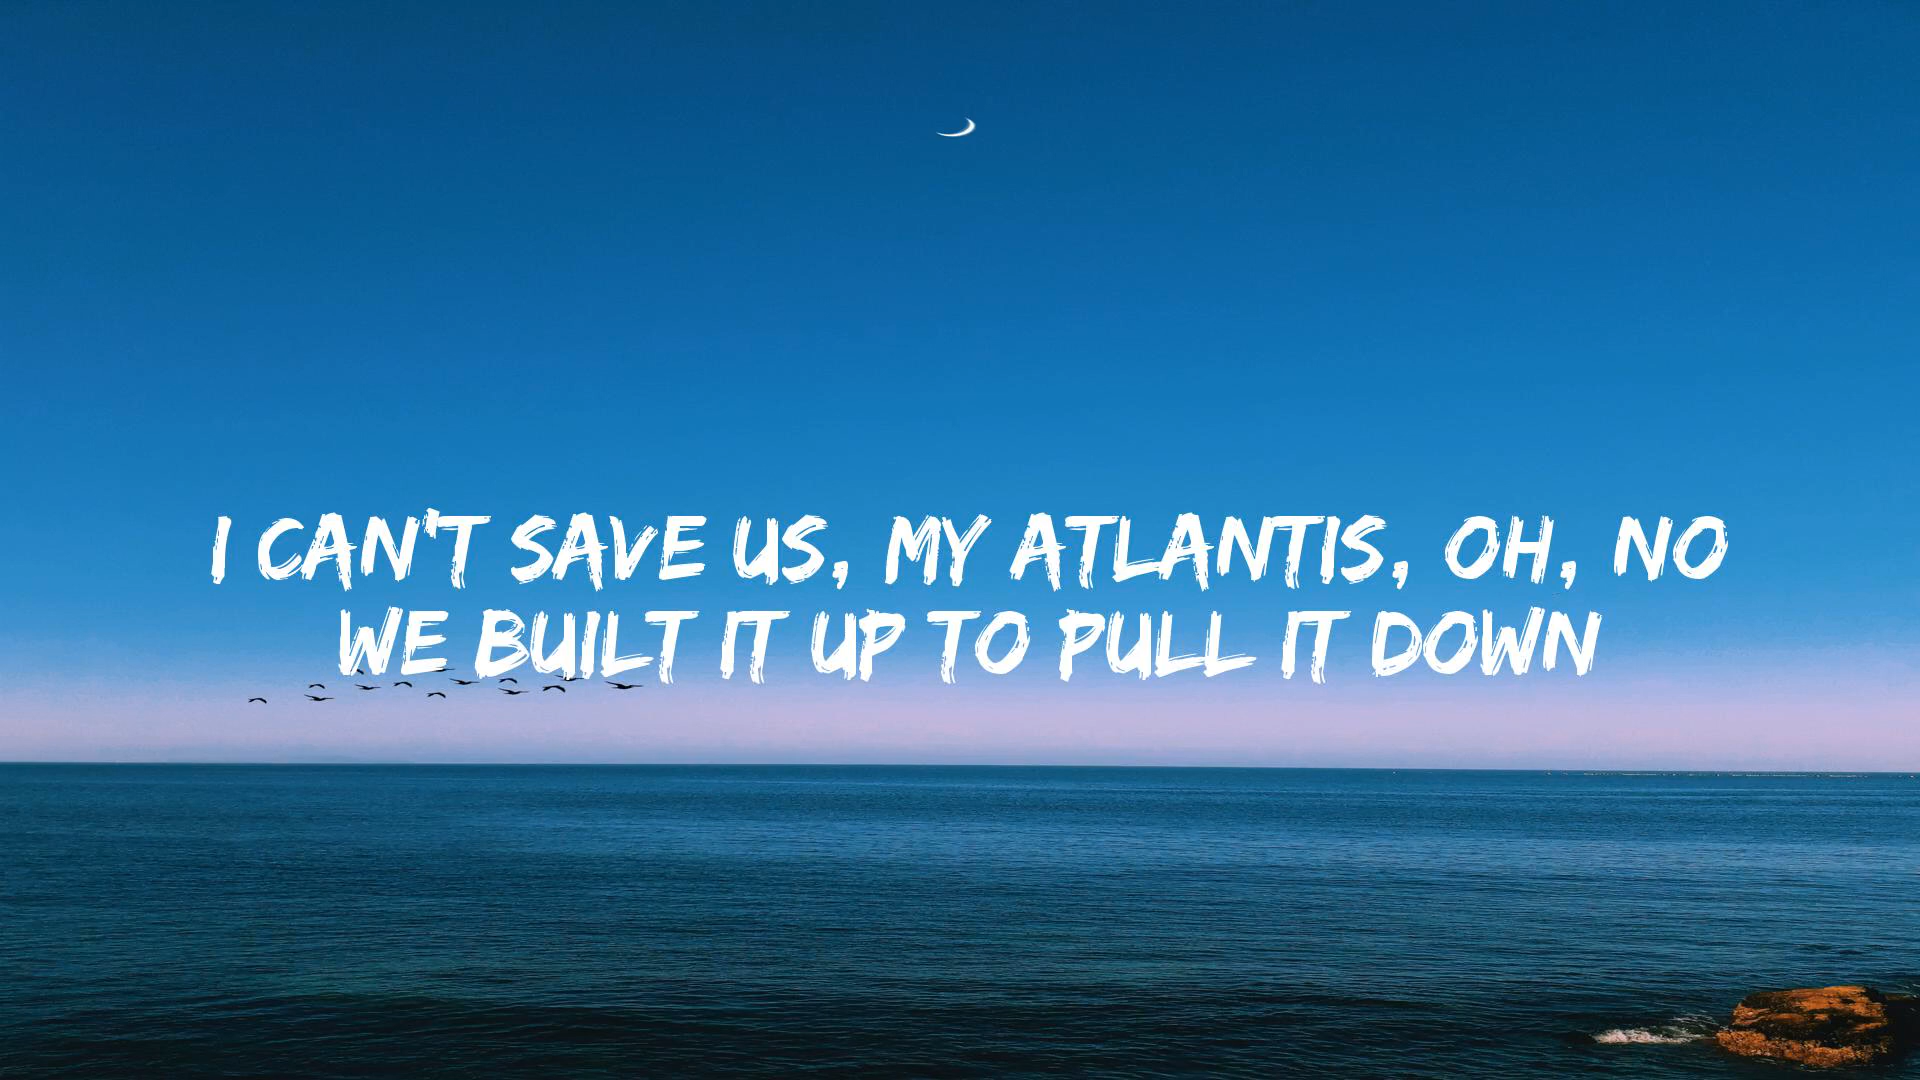 I CAN'T SAVE US, MY ATLANTIS, OH, NO
WE BUILT IT UP TO PULL IT DOWN